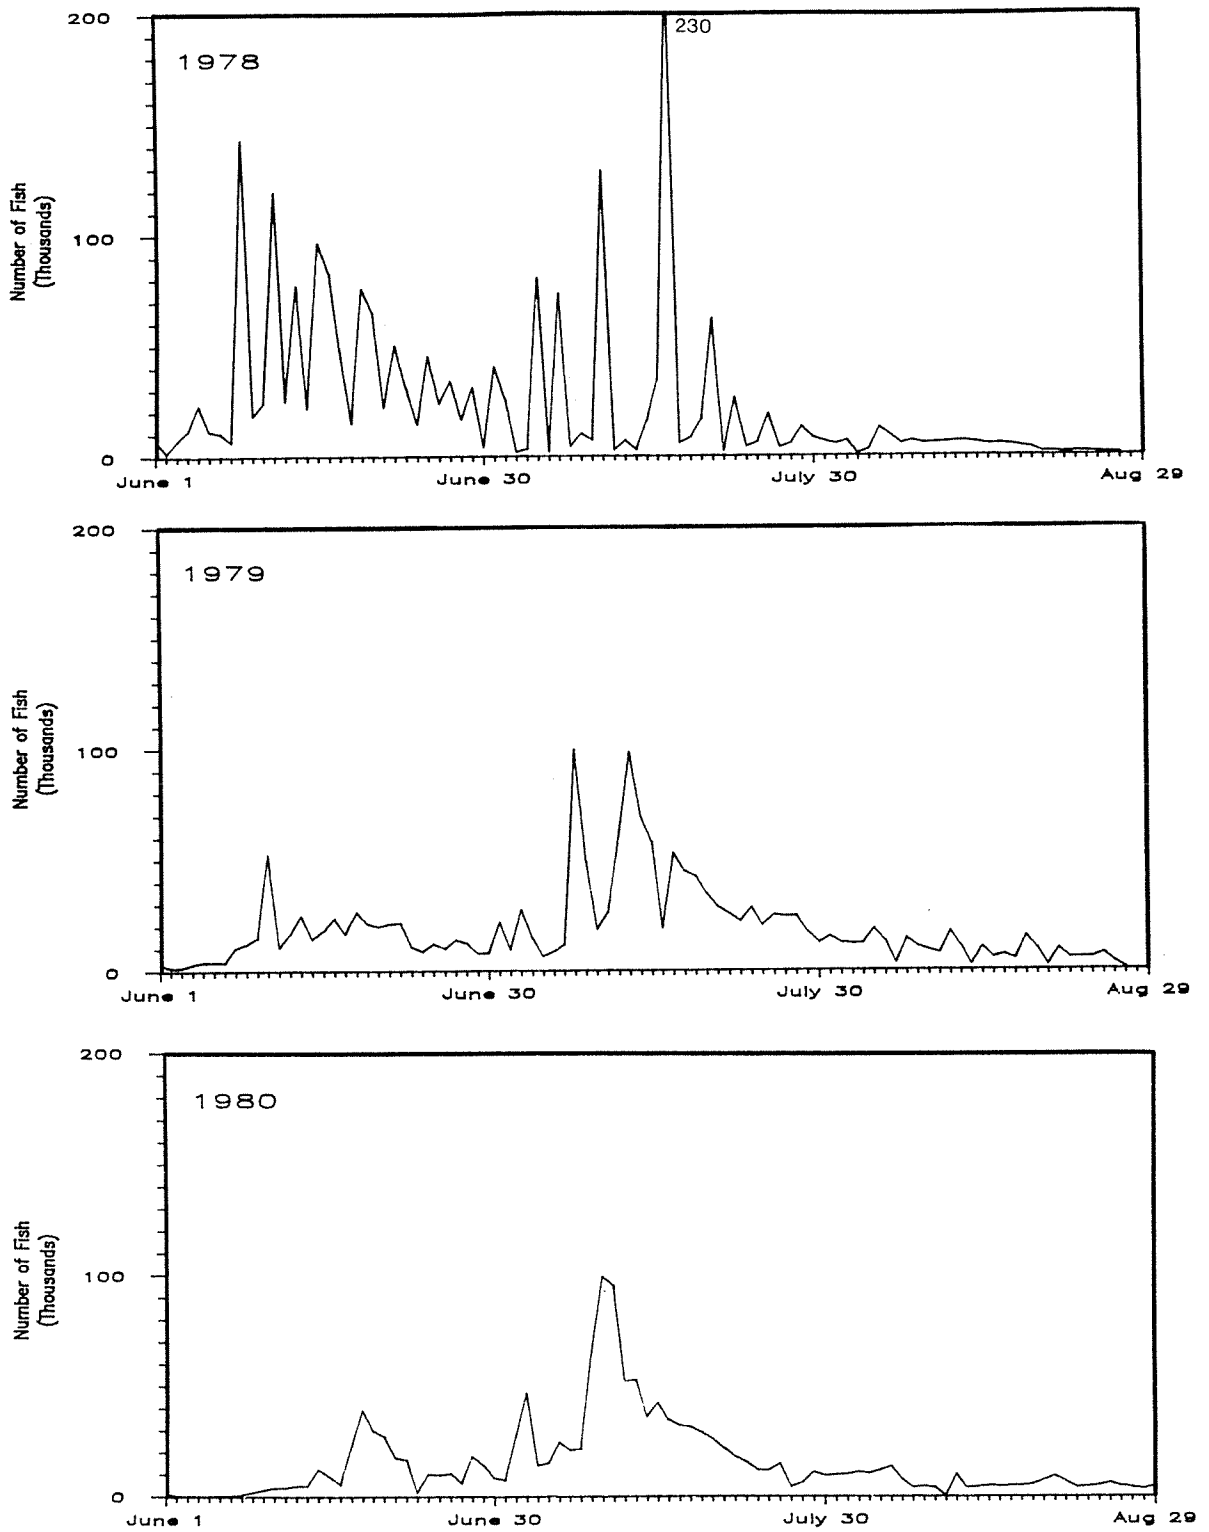 200
230
1978
Number of Fish
(Thousands)
100
0
June 1
June 30
July 30
Aug 29
200
1979
Number of Fish
(Thousands)
100
0
June 1
June 30
July 30
Aug 29
200
1980
Number of Fish
(Thousands)
100
0
June 1
June 30
July 30
Aug 29